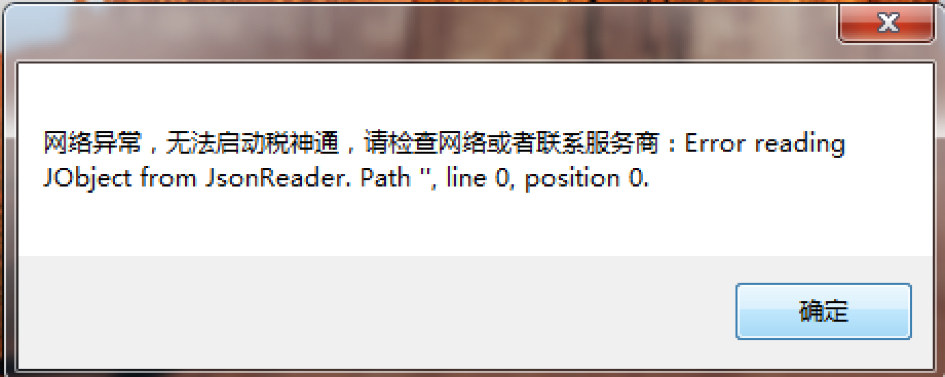 网络异常，无法启动税神通，请检查网络或者联系服务商：Error reading
JObject from JsonReader. Path '', line 0, position 0.
确定